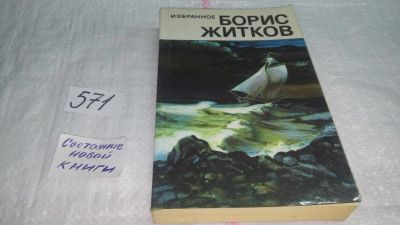 ИЗБРАННОЕ
БОРИС
ЖИТКОВ
571
Состояние
новой
книги